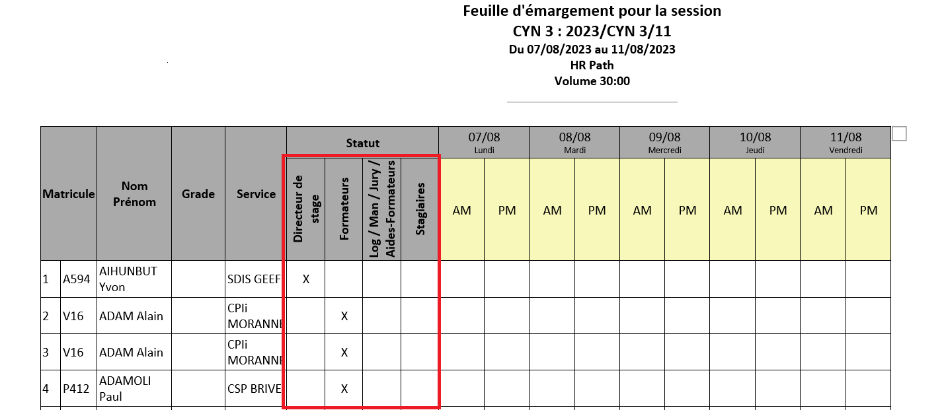 Feuille d'émargement pour la session
CYN 3 : 2023/CYN 3/11
Du 07/08/2023 au 11/08/2023
HR Path
Volume 30:00
Matricule Nom Prénom Grade Service Statut 07/08 Lundi 08/08 Mardi 09/08 Mercredi 10/08 Jeudi 11/08 Vendredi
Directeur de stage Formateurs Log / Man / Jury / Aides-Formateurs Stagiaires AM PM AM PM AM PM AM PM AM PM
1 A594 AIHUNBUT Yvon SDIS GEEF X
2 V16 ADAM Alain CPIi MORANNE X
3 V16 ADAM Alain CPIi MORANNE X
4 P412 ADAMOLI Paul CSP BRIVE X